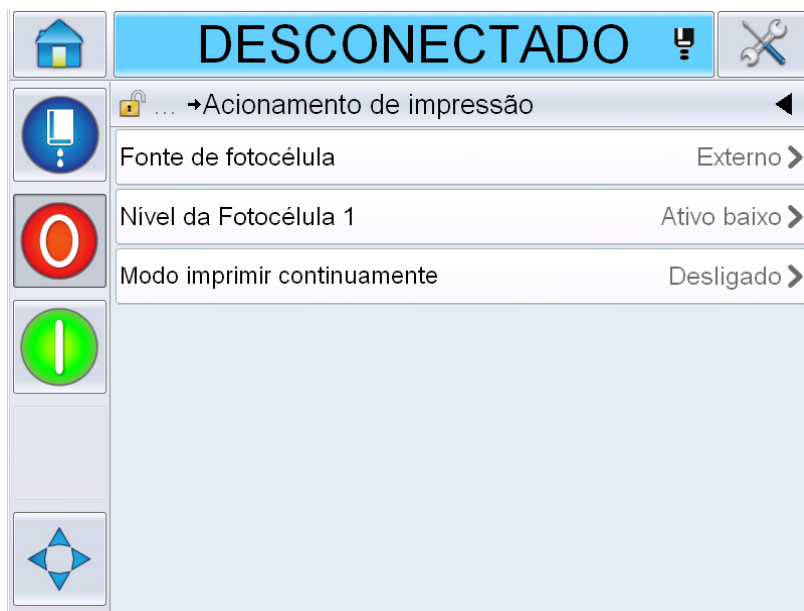 DESCONECTADO
... →Acionamento de impressão
Fonte de fotocélula Externo
Nível da Fotocélula 1 Ativo baixo
Modo imprimir continuamente Desligado